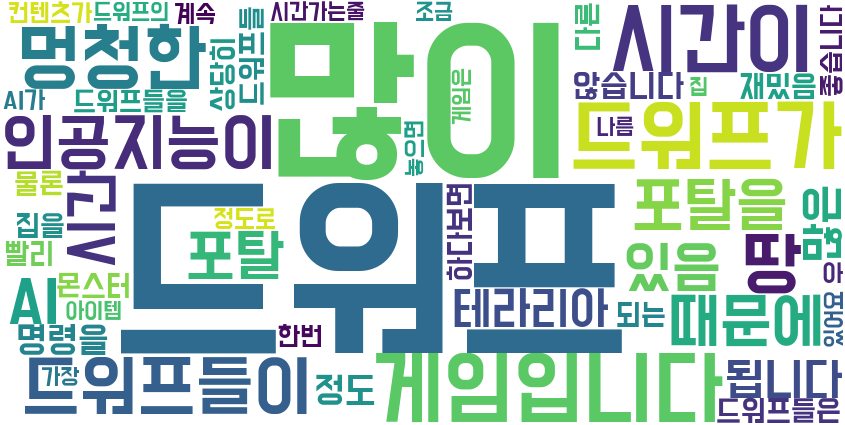 컨텐츠가 드워프의 계속 시간가는줄 조금
멍청한 상당히 드워프들 많이 게임은 다른 시간이 좋습니다
AI가 드워프들을 않습니다 집 재밌음
인공지능이 놓으면 나름 드워프가
물론 시간 드워프 하다보면 포탈을 땅 함면
집을 정도로
빨리 포탈 있음 아
AI 몬스터 아이템 테라리아 되는 때문에 있어요
명령을 한번
드워프들이 가장 정도 게임입니다 됩니다
드워프들은